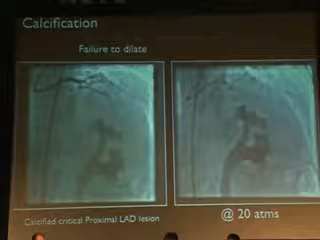 Calcification
Failure to dilate
Calcified critical Proximal LAD lesion
@ 20 atms